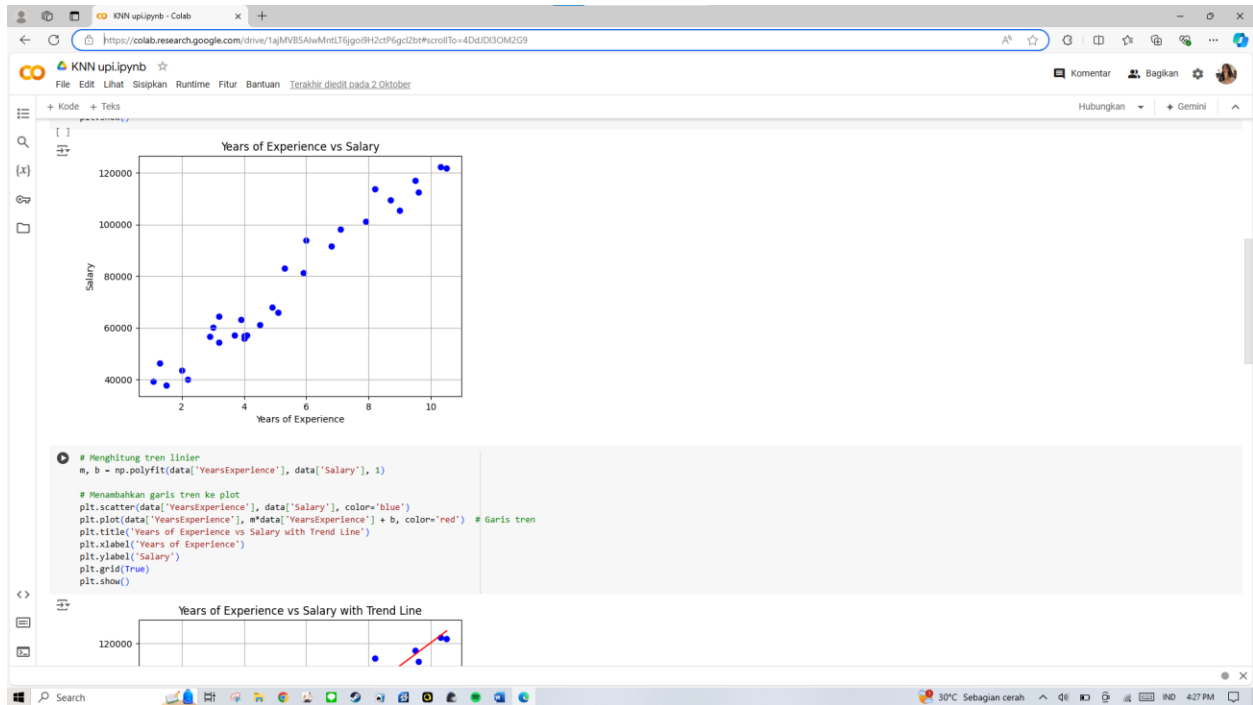 KNN upi.ipynb - Colab
https://colab.research.google.com/drive/1ajMVB5AlwMntLT6jgoi9H2ctP6gcl2bt#scrollTo=4DdJDI3OM2G9
KNN upi.ipynb
File Edit Lihat Sisipkan Runtime Fitur Bantuan Terakhir diedit pada 2 Oktober
Komentar Bagikan
+ Kode + Teks
Hubungkan + Gemini
plt.show()
[ ]
Years of Experience vs Salary
120000
100000
80000
60000
40000
Salary
2 4 6 8 10
Years of Experience
# Menghitung tren linier
m, b = np.polyfit(data['YearsExperience'], data['Salary'], 1)
# Menambahkan garis tren ke plot
plt.scatter(data['YearsExperience'], data['Salary'], color='blue')
plt.plot(data['YearsExperience'], m*data['YearsExperience'] + b, color='red') # Garis tren
plt.title('Years of Experience vs Salary with Trend Line')
plt.xlabel('Years of Experience')
plt.ylabel('Salary')
plt.grid(True)
plt.show()
Years of Experience vs Salary with Trend Line
120000
Search
30°C Sebagian cerah
IND
4:27 PM